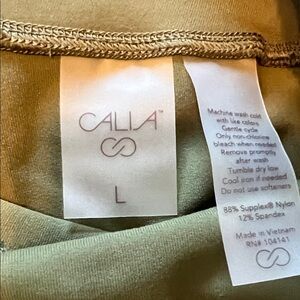 CALIA™
L
Machine wash cold
with like colors
Gentle cycle
Only non-chlorine
bleach when needed
Remove promptly
after wash
Tumble dry low
Cool iron if needed
Do not use softeners
88% Supplex® Nylon
12% Spandex
Made in Vietnam
RN# 104141